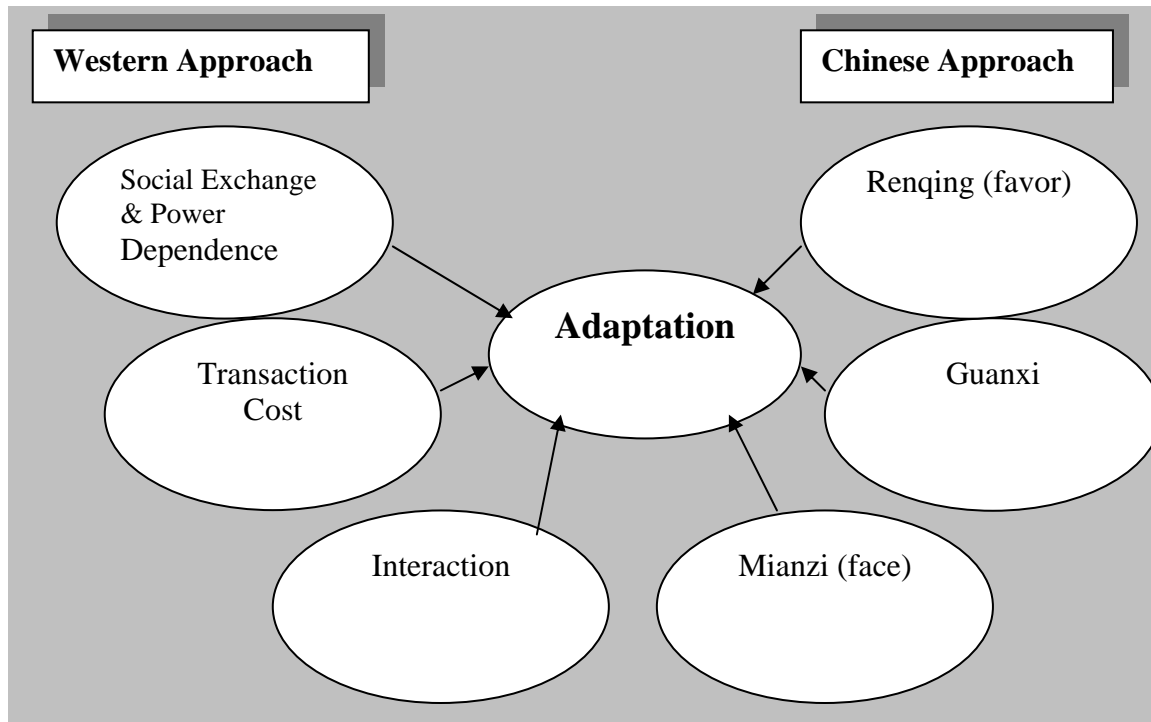 Western Approach
Chinese Approach
Social Exchange
& Power
Dependence
Renqing (favor)
Adaptation
Transaction
Cost
Guanxi
Interaction
Mianzi (face)